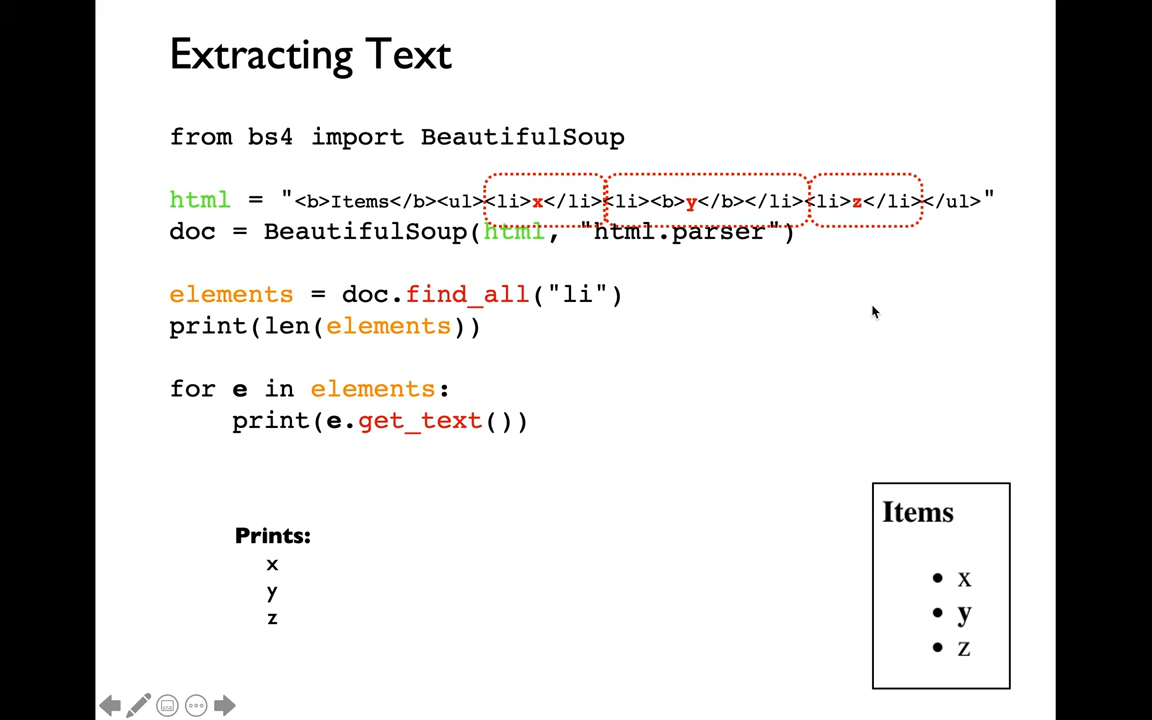 Extracting Text
from bs4 import BeautifulSoup
html = "<b>Items</b><ul><li>x</li><li><b>y</b></li><li>z</li></ul>"
doc = BeautifulSoup(html, "html.parser")
elements = doc.find_all("li")
print(len(elements))
for e in elements:
    print(e.get_text())
Prints:
x
y
z
Items
• x
• y
• z